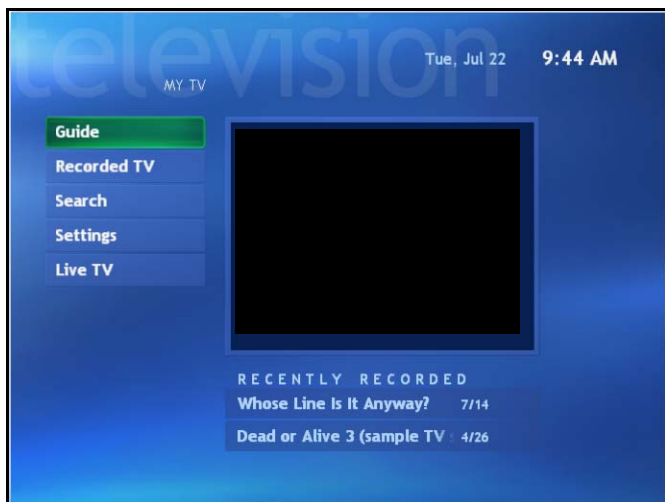 television
Tue, Jul 22 9:44 AM
MY TV
Guide
Recorded TV
Search
Settings
Live TV
RECENTLY RECORDED
Whose Line Is It Anyway? 7/14
Dead or Alive 3 (sample TV 4/26